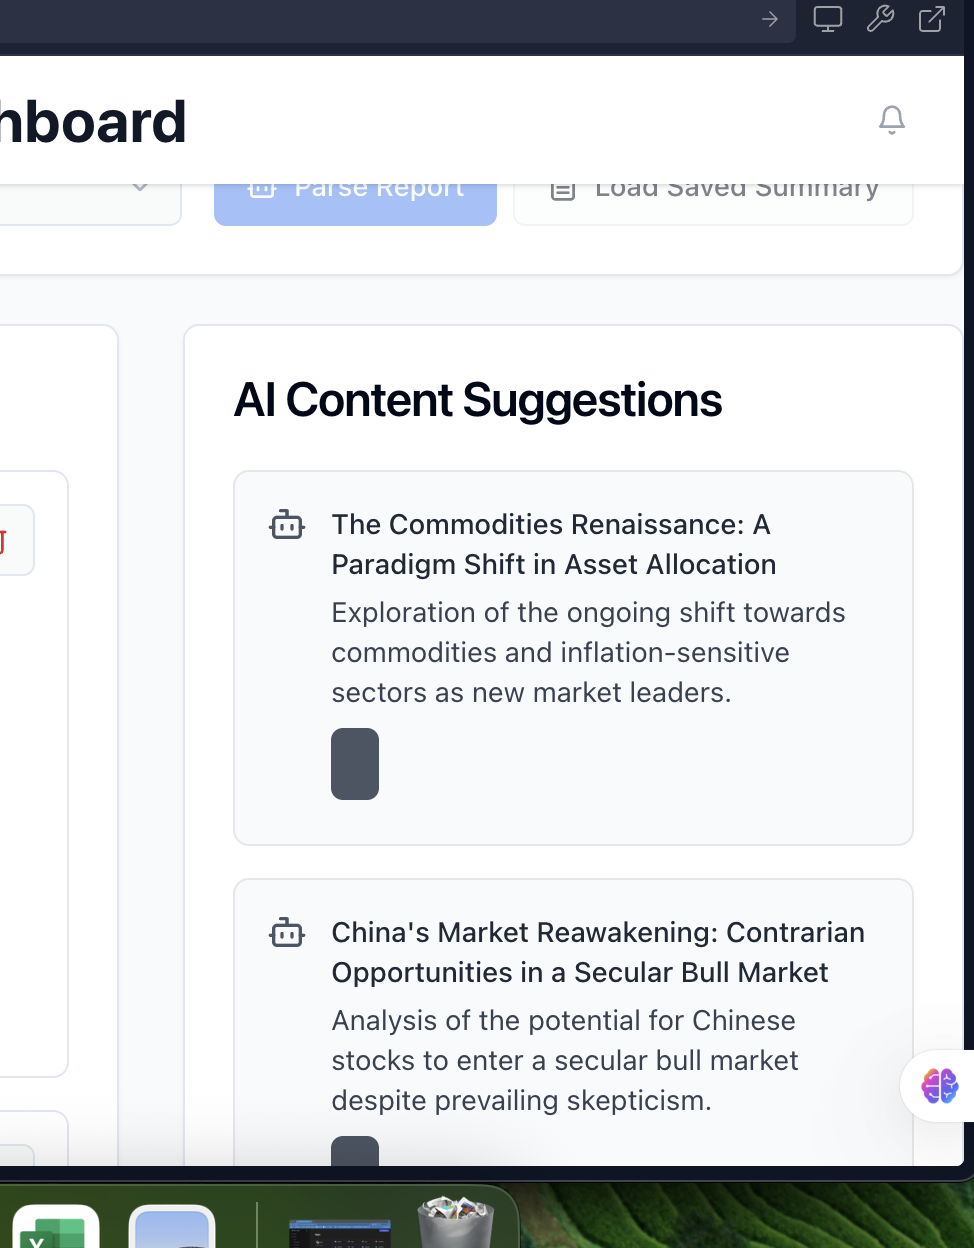 hboard
Parse Report
Load Saved Summary
AI Content Suggestions
The Commodities Renaissance: A
Paradigm Shift in Asset Allocation
Exploration of the ongoing shift towards
commodities and inflation-sensitive
sectors as new market leaders.
China's Market Reawakening: Contrarian
Opportunities in a Secular Bull Market
Analysis of the potential for Chinese
stocks to enter a secular bull market
despite prevailing skepticism.
X